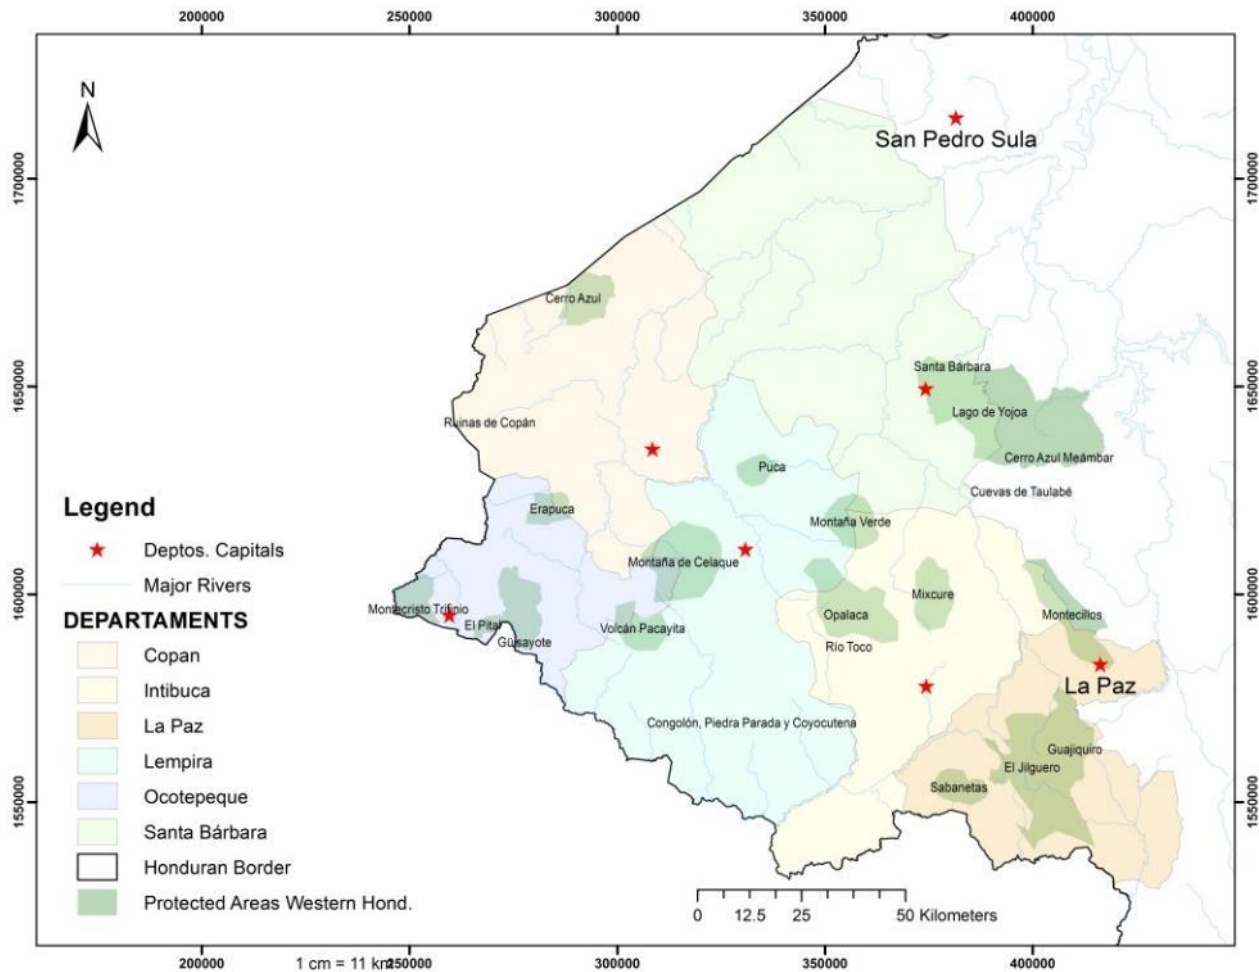 200000 250000 300000 350000 400000
N
San Pedro Sula
1700000 1700000
Cerro Azul
Santa Bárbara
1650000 1650000
Lago de Yojoa
Ruinas de Copán
Cerro Azul Meámbar
Puca
Cuevas de Taulabé
Legend
Erapuca
Montaña Verde
Deptos. Capitals
Montaña de Celaque
Major Rivers
1600000 1600000
Mixcure
Montecristo Trifinio
Opalaca
Montecillos
DEPARTAMENTS
El Pital
Volcán Pacayita
Güisayote
Río Toco
Copan
La Paz
Intibuca
La Paz
Congolón, Piedra Parada y Coyocutena
Guajiquiro
Lempira
El Jilguero
Sabanetas
Ocotepeque
1550000 1550000
Santa Bárbara
Honduran Border
Protected Areas Western Hond.
0 12.5 25 50 Kilometers
200000 250000 300000 350000 400000
1 cm = 11 km